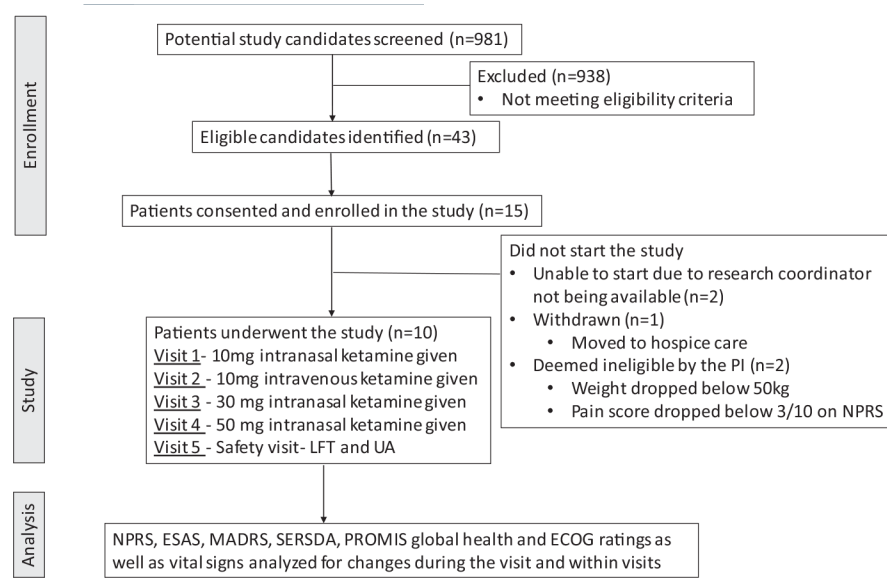 Enrollment
Potential study candidates screened (n=981)
Excluded (n=938)
• Not meeting eligibility criteria
Eligible candidates identified (n=43)
Patients consented and enrolled in the study (n=15)
Did not start the study
• Unable to start due to research coordinator
not being available (n=2)
• Withdrawn (n=1)
• Moved to hospice care
• Deemed ineligible by the PI (n=2)
• Weight dropped below 50kg
• Pain score dropped below 3/10 on NPRS
Study
Patients underwent the study (n=10)
Visit 1- 10mg intranasal ketamine given
Visit 2 - 10mg intravenous ketamine given
Visit 3 - 30 mg intranasal ketamine given
Visit 4 - 50 mg intranasal ketamine given
Visit 5 - Safety visit- LFT and UA
Analysis
NPRS, ESAS, MADRS, SERSDA, PROMIS global health and ECOG ratings as
well as vital signs analyzed for changes during the visit and within visits